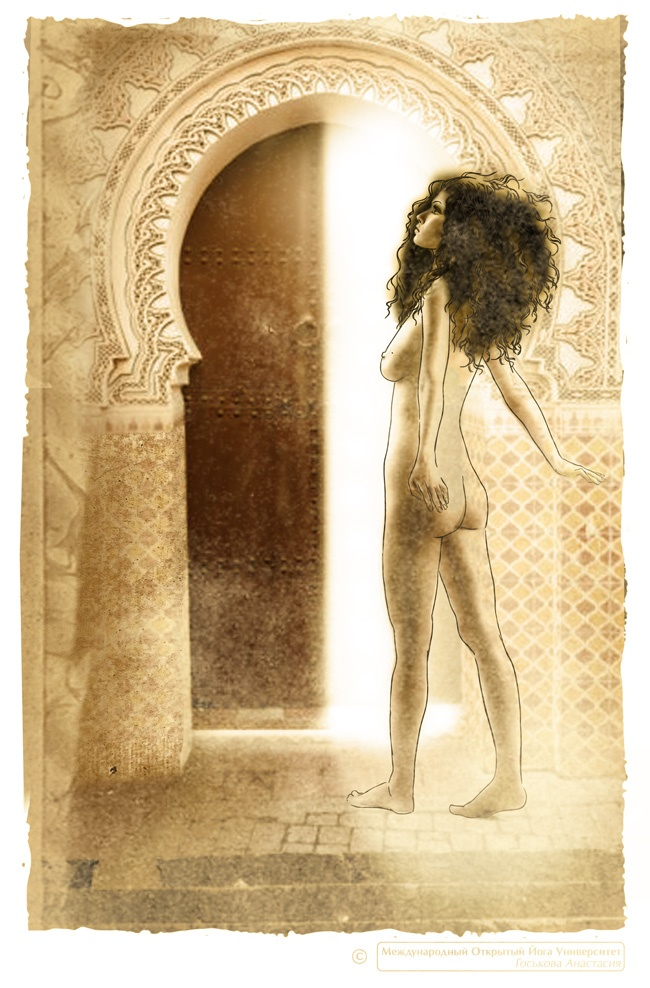 © Международный Открытый Йога Университет
Госькова Анастасия